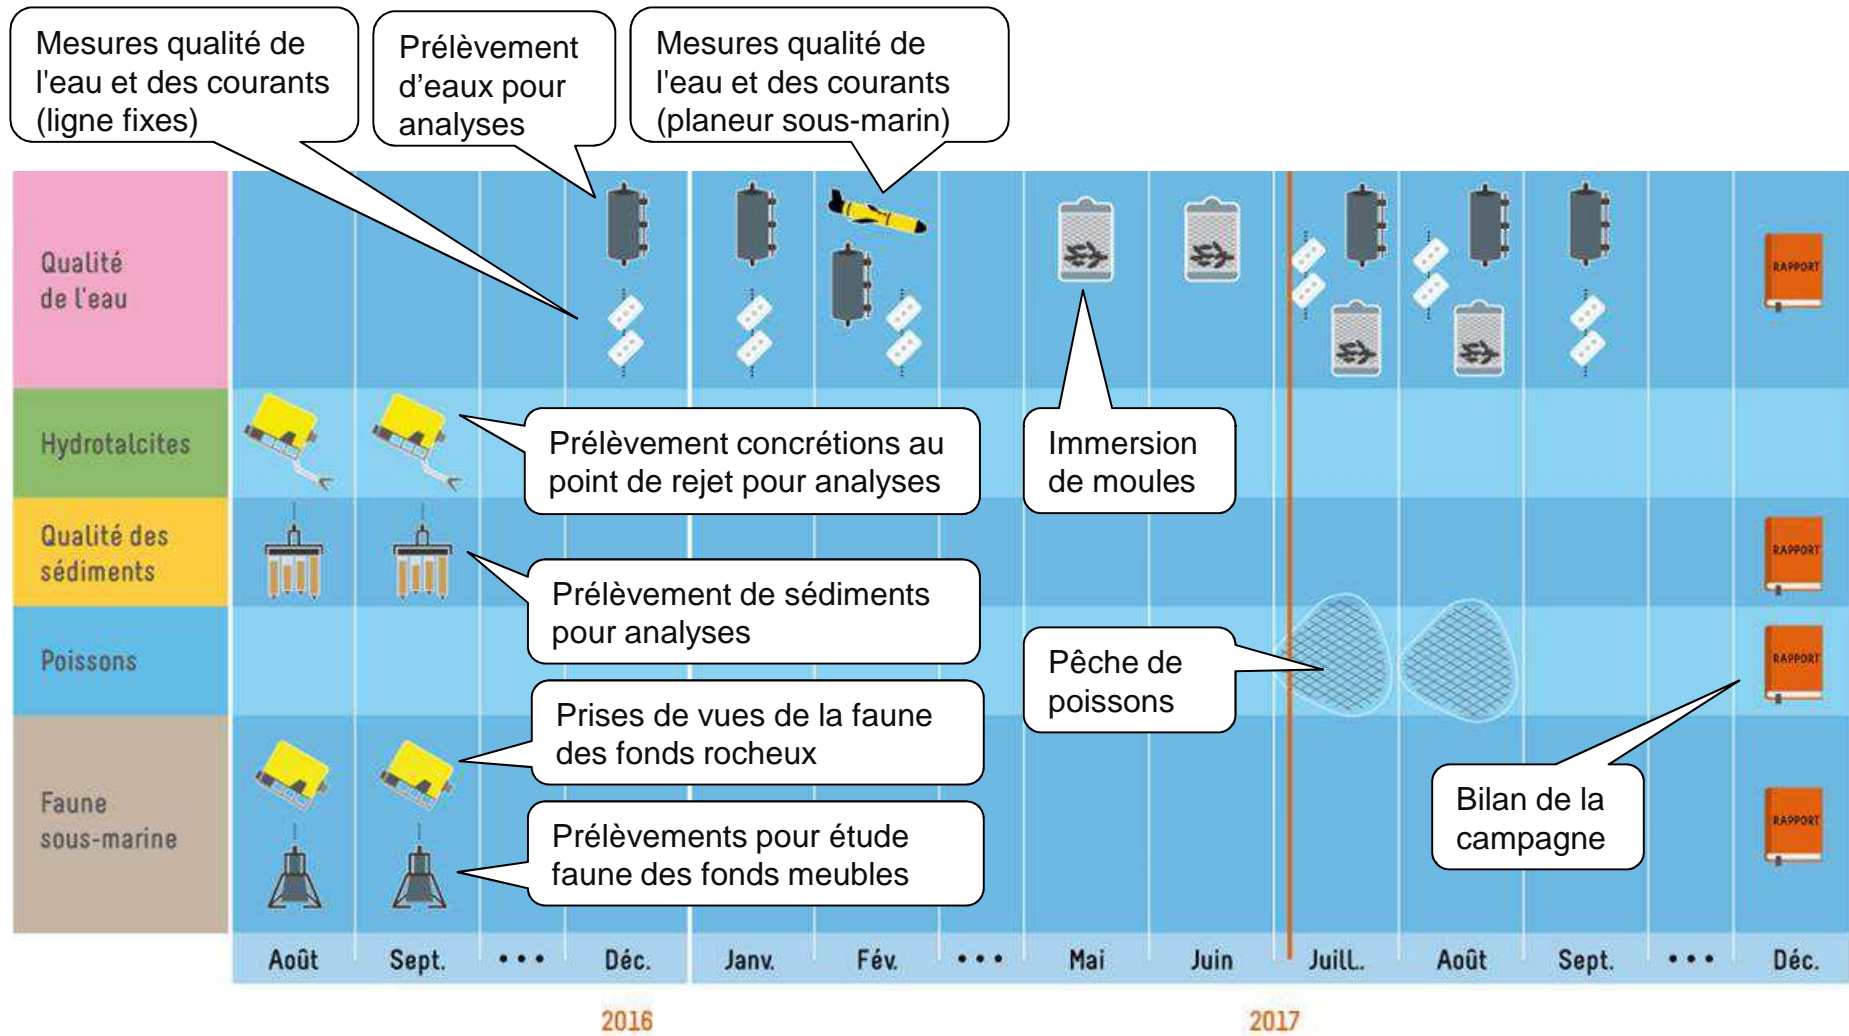 Mesures qualité de
l'eau et des courants
(ligne fixes)
Prélèvement
d’eaux pour
analyses
Mesures qualité de
l'eau et des courants
(planeur sous-marin)
Qualité
de l'eau
RAPPORT
Hydrotalcites
Prélèvement concrétions au
point de rejet pour analyses
Immersion
de moules
Qualité des
sédiments
RAPPORT
Prélèvement de sédiments
pour analyses
Poissons
Pêche de
poissons
RAPPORT
Prises de vues de la faune
des fonds rocheux
Faune
sous-marine
Bilan de la
campagne
RAPPORT
Prélèvements pour étude
faune des fonds meubles
Août Sept. ••• Déc. Janv. Fév. ••• Mai Juin Juill. Août Sept. ••• Déc.
2016 2017